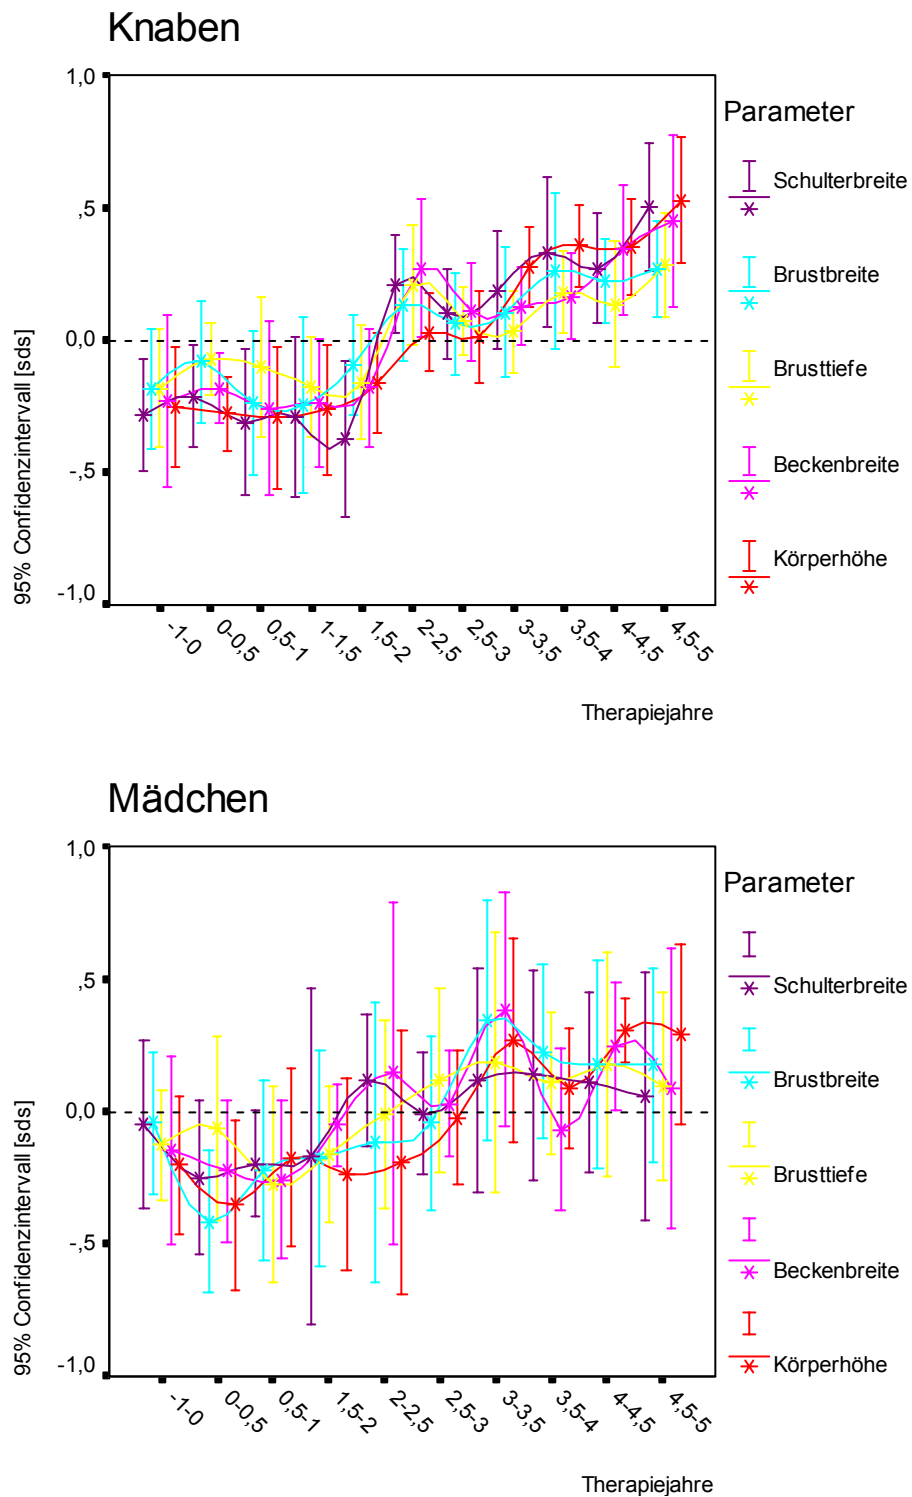 Knaben
1,0
,5
0.0
-,5
-1,0
95% Confidenzintervall [sds]
-1-0
0-0,5
0,5-1
1-1,5
1,5-2
2-2,5
2,5-3
3-3,5
3,5-4
4-4,5
4,5-5
Therapiejahre
Parameter
Schulterbreite
Brustbreite
Brusttiefe
Beckenbreite
Körperhöhe
Mädchen
1,0
,5
0,0
-,5
-1,0
95% Confidenzintervall [sds]
-1-0
0-0,5
0,5-1
1,5-2
2-2,5
2,5-3
3-3,5
3,5-4
4-4,5
4,5-5
Therapiejahre
Parameter
Schulterbreite
Brustbreite
Brusttiefe
Beckenbreite
Körperhöhe